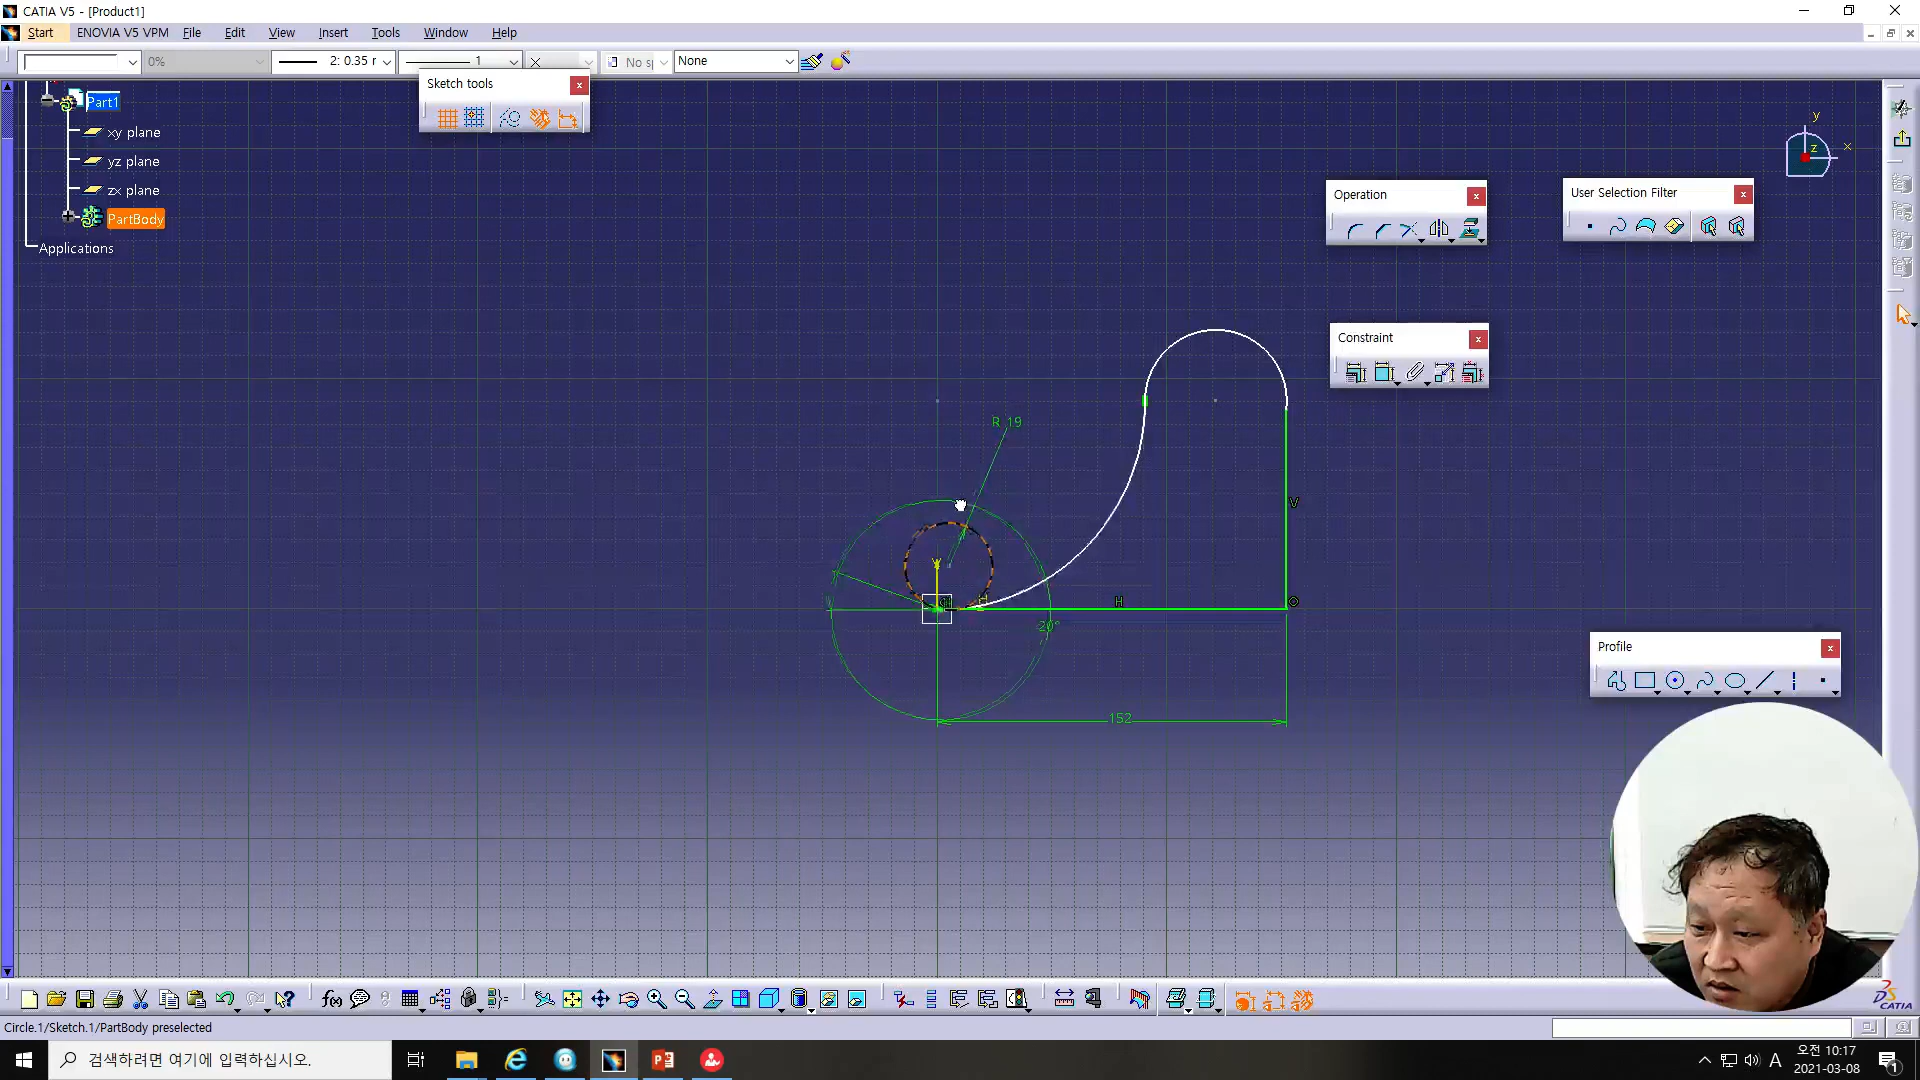 CATIA V5 - [Product1]
Start ENOVIA V5 VPM File Edit View Insert Tools Window Help
0% 2: 0.35 r 1 No s None
Sketch tools
Part1
xy plane
yz plane
zx plane
PartBody
Applications
Operation
User Selection Filter
Constraint
Profile
y
x
z
R 19
V
H
20°
152
Circle.1/Sketch.1/PartBody preselected
CATIA
검색하려면 여기에 입력하십시오.
A
오전 10:17
2021-03-08
1